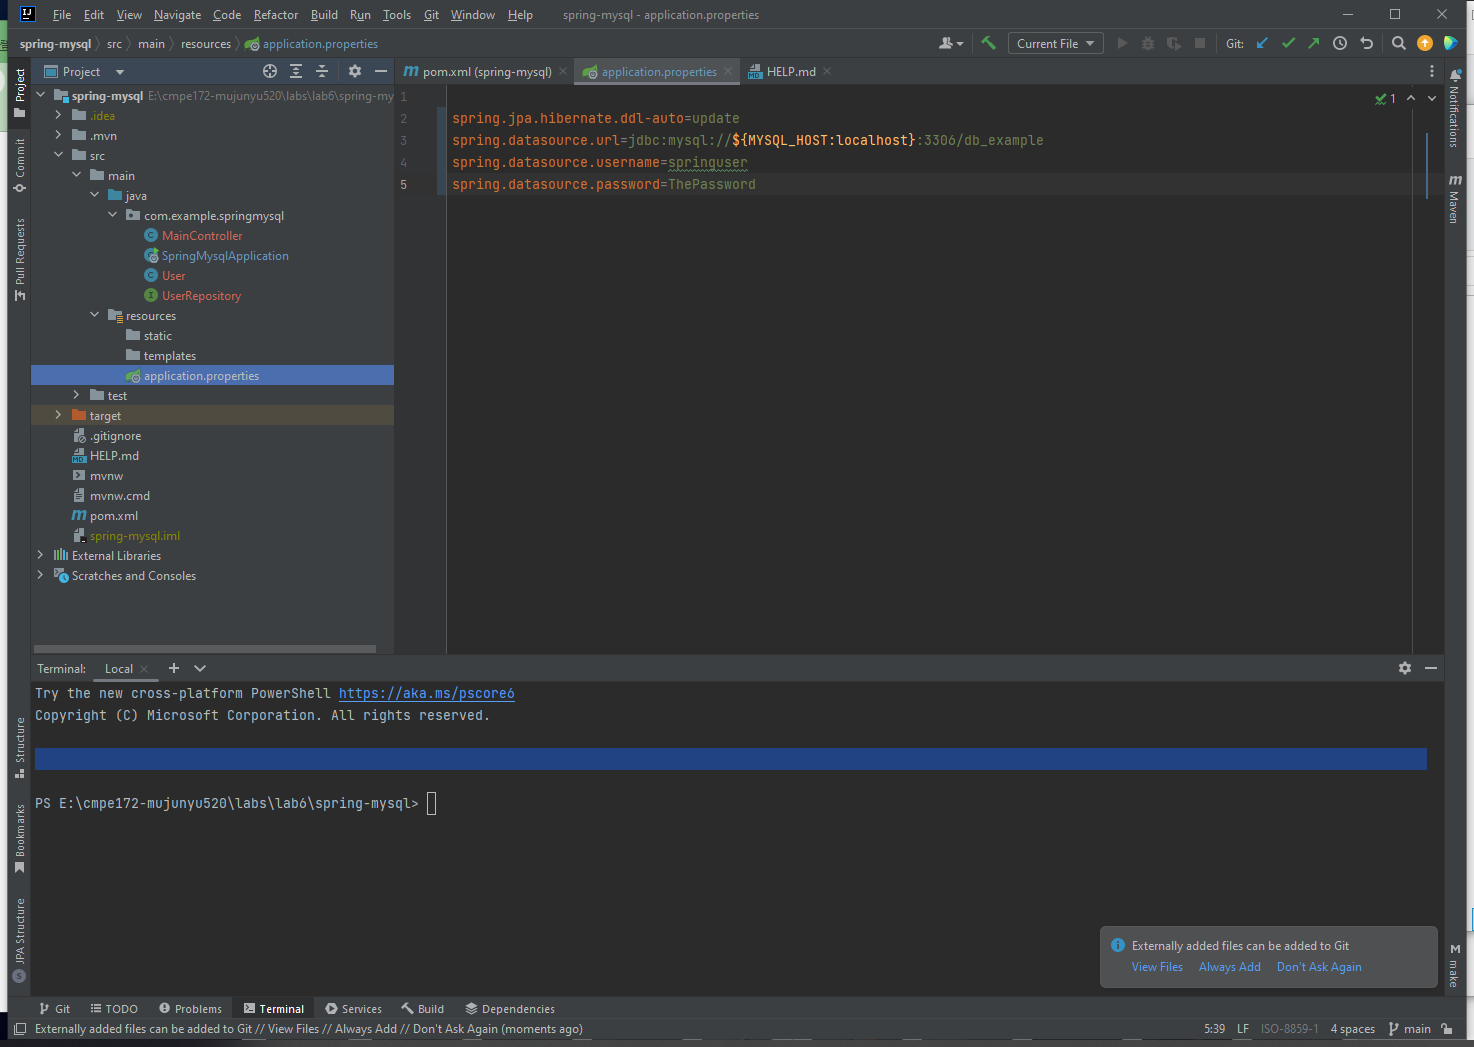 File Edit View Navigate Code Refactor Build Run Tools Git Window Help spring-mysql - application.properties
spring-mysql src main resources application.properties
Current File Git:
Project
pom.xml (spring-mysql) application.properties HELP.md
spring-mysql E:\cmpe172-mujunyu520\labs\lab6\spring-my
.idea
.mvn
src
main
java
com.example.springmysql
MainController
SpringMysqlApplication
User
UserRepository
resources
static
templates
application.properties
test
target
.gitignore
HELP.md
mvnw
mvnw.cmd
pom.xml
spring-mysql.iml
External Libraries
Scratches and Consoles
1
2 spring.jpa.hibernate.ddl-auto=update
3 spring.datasource.url=jdbc:mysql://${MYSQL_HOST:localhost}:3306/db_example
4 spring.datasource.username=springuser
5 spring.datasource.password=ThePassword
1
Project
Commit
Pull Requests
Structure
Bookmarks
JPA Structure
Notifications
Maven
make
Terminal: Local
Try the new cross-platform PowerShell https://aka.ms/pscore6
Copyright (C) Microsoft Corporation. All rights reserved.
PS E:\cmpe172-mujunyu520\labs\lab6\spring-mysql>
Externally added files can be added to Git
View Files Always Add Don't Ask Again
Git TODO Problems Terminal Services Build Dependencies
Externally added files can be added to Git // View Files // Always Add // Don't Ask Again (moments ago) 5:39 LF ISO-8859-1 4 spaces main